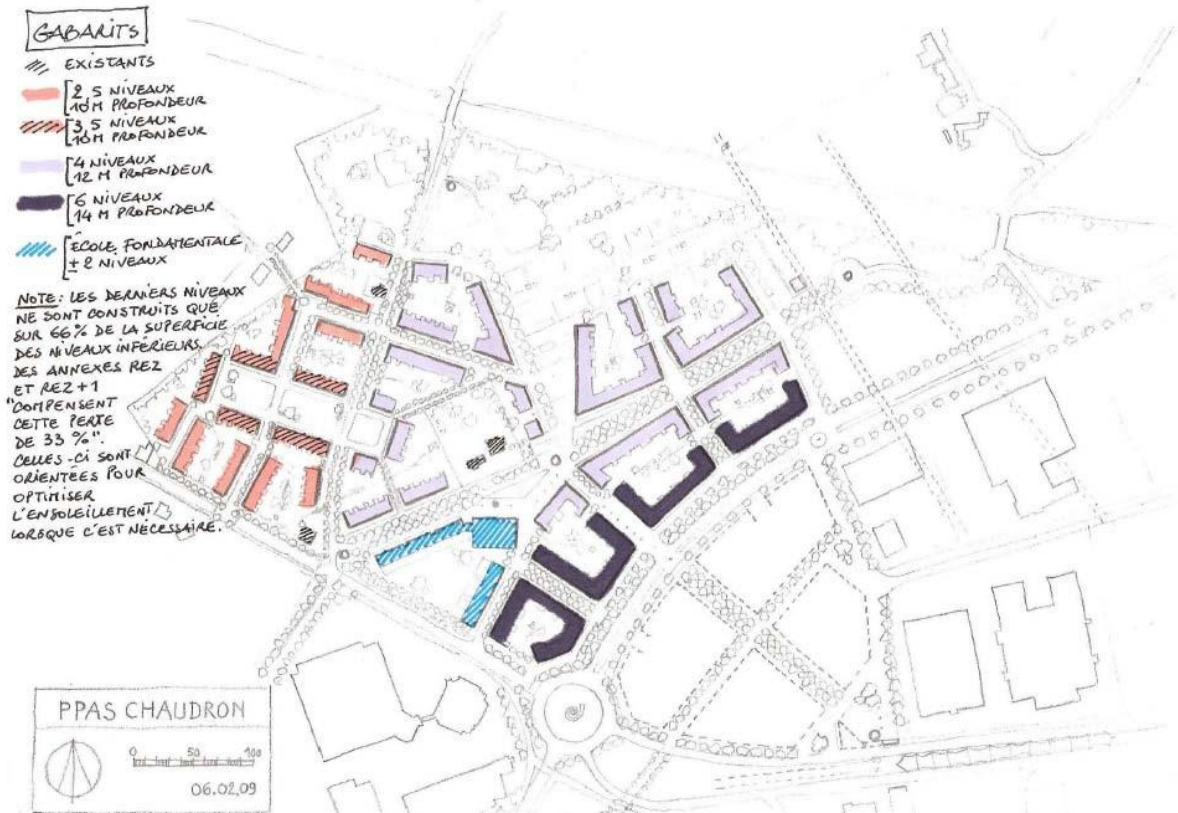 GABARITS
EXISTANTS
2,5 NIVEAUX
10M PROFONDEUR
3,5 NIVEAUX
10M PROFONDEUR
4 NIVEAUX
12 M PROFONDEUR
6 NIVEAUX
14 M PROFONDEUR
ÉCOLE FONDAMENTALE
± 2 NIVEAUX
NOTE: LES DERNIERS NIVEAUX
NE SONT CONSTRUITS QUE
SUR 66% DE LA SUPERFICIE
DES NIVEAUX INFÉRIEURS.
DES ANNEXES REZ
ET REZ+1
"COMPENSENT
CETTE PERTE
DE 33 %".
CELLES-CI SONT
ORIENTÉES POUR
OPTIMISER
L'ENSOLEILLEMENT
LORSQUE C'EST NÉCESSAIRE.
PPAS CHAUDRON
0 50 100
06.02.09